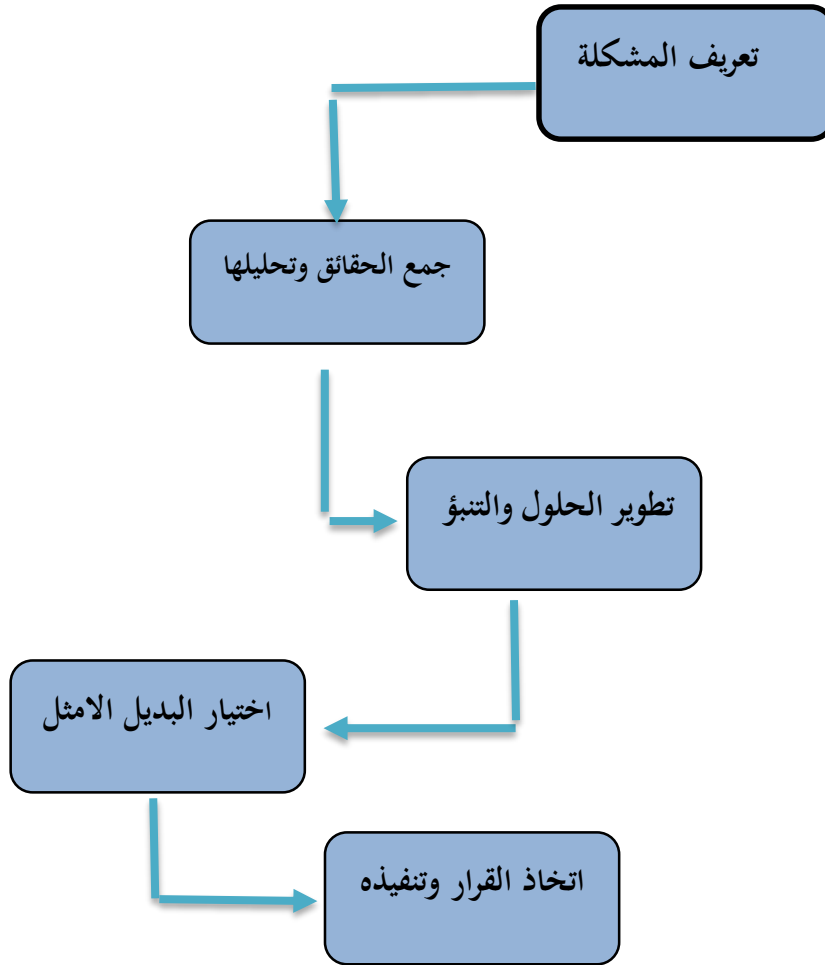 تعريف المشكلة
جمع الحقائق وتحليلها
تطوير الحلول والتنبؤ
اختيار البديل الامثل
اتخاذ القرار وتنفيذه